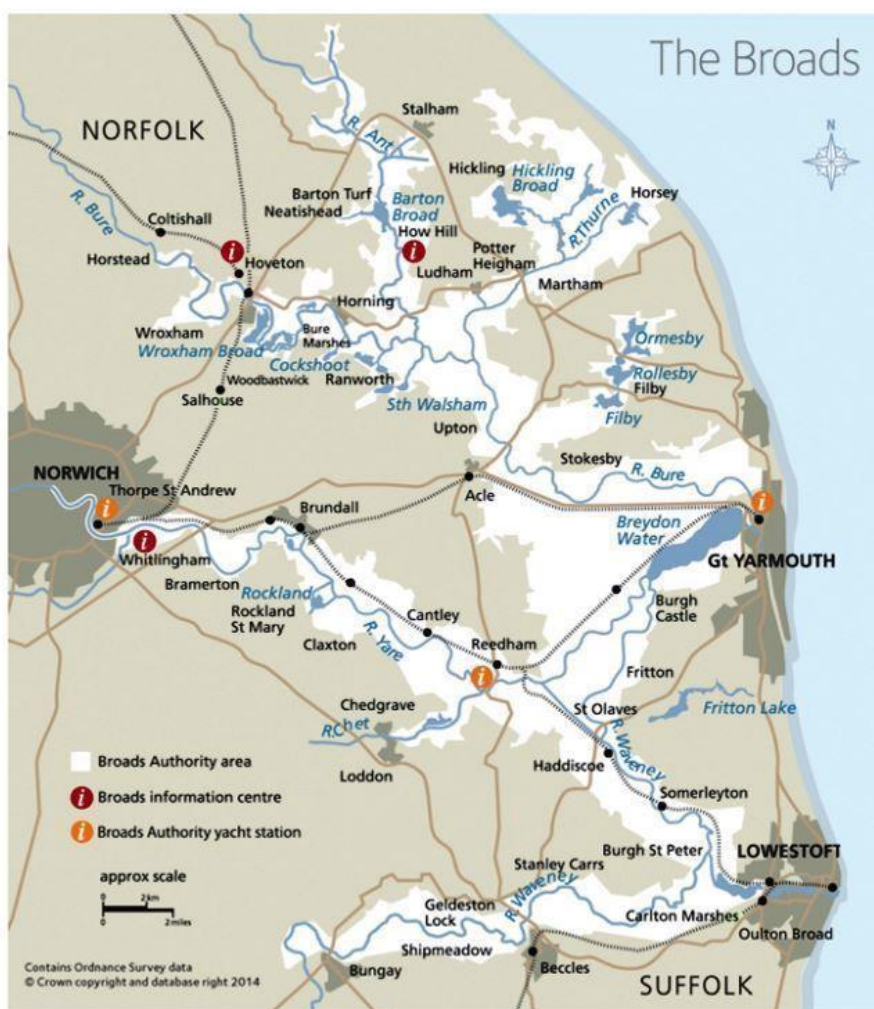 The Broads
N
NORFOLK
Stalham
R. Ant
Hickling
Hickling
Broad
R. Bure
Barton Turf
Neatishead
Barton
Broad
Horsey
Coltishall
How Hill
R. Thurne
i
Hoveton
i
Ludham
Potter
Heigham
Horstead
Martham
Horning
Wroxham
Bure
Marshes
Ormesby
Wroxham Broad
Cockshoot
Ranworth
Rollesby
Woodbastwick
Filby
Salhouse
Sth Walsham
Filby
Upton
Stokesby
R. Bure
NORWICH
Thorpe St Andrew
i
Acle
i
Brundall
Breydon
Water
i
Whitlingham
Gt YARMOUTH
Bramerton
Rockland
Rockland
St Mary
Burgh
Castle
Cantley
Claxton
R. Yare
Reedham
i
Fritton
Chedgrave
St Olaves
Fritton Lake
R.Chet
R. Waveney
Loddon
Haddiscoe
Somerleyton
Broads Authority area
i Broads information centre
i Broads Authority yacht station
Burgh St Peter
LOWESTOFT
approx scale
Stanley Carrs
0 2km
0 2miles
Geldeston
Lock
R. Waveney
Carlton Marshes
Oulton Broad
Shipmeadow
Bungay
Beccles
Contains Ordnance Survey data
© Crown copyright and database right 2014
SUFFOLK